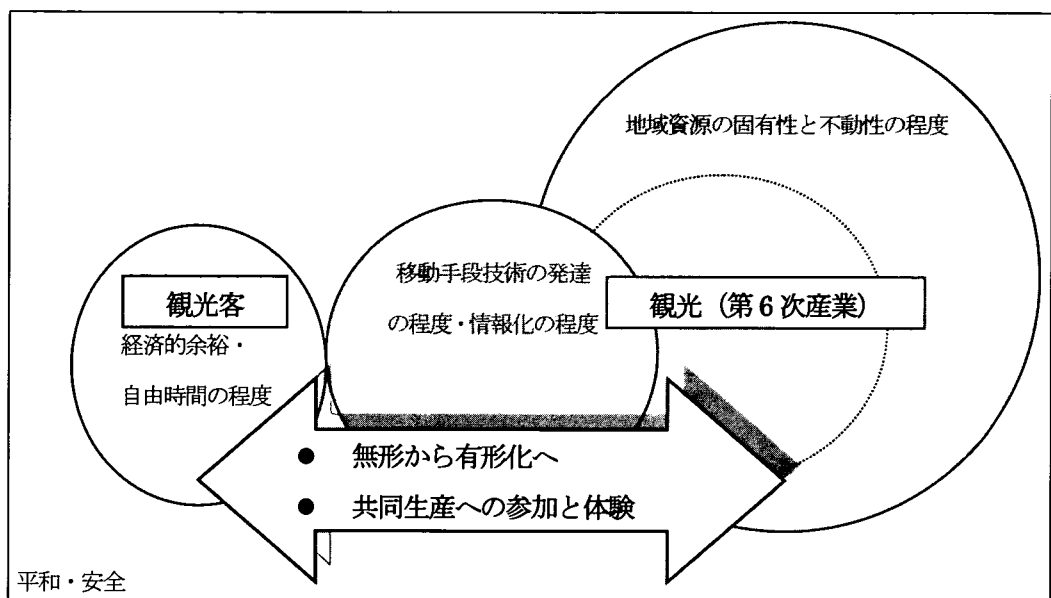 地域資源の固有性と不動性の程度
移動手段技術の発達
の程度・情報化の程度
観光客
観光（第6次産業）
経済的余裕・
自由時間の程度
● 無形から有形化へ
● 共同生産への参加と体験
平和・安全